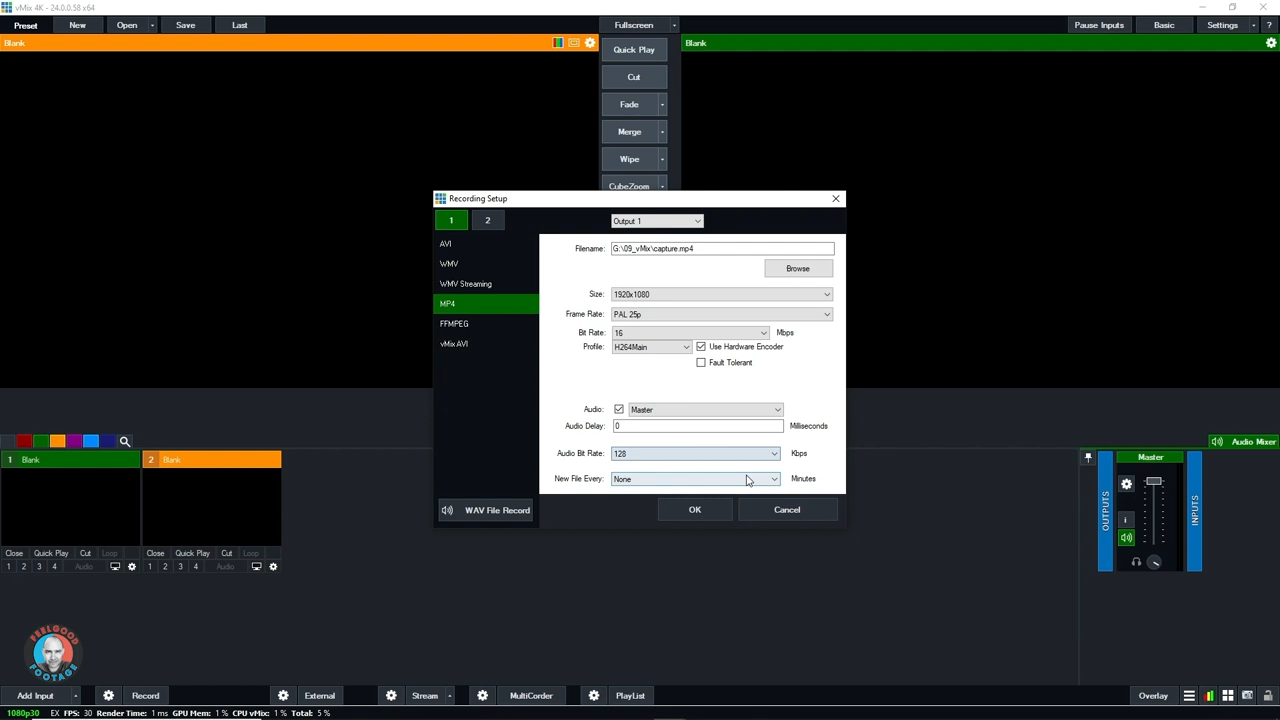 vMix 4K - 24.0.0.58 x64
Preset New Open Save Last Fullscreen Pause Inputs Basic Settings ?
Blank Blank
Quick Play
Cut
Fade
Merge
Wipe
CubeZoom
Recording Setup
1 2 Output 1
AVI
WMV
WMV Streaming
MP4
FFMPEG
vMix AVI
Filename: G:\09_vMix\capture.mp4
Browse
Size: 1920x1080
Frame Rate: PAL 25p
Bit Rate: 16 Mbps
Profile: H264Main Use Hardware Encoder
Fault Tolerant
Audio: Master
Audio Delay: 0 Milliseconds
Audio Bit Rate: 128 Kbps
New File Every: None Minutes
WAV File Record OK Cancel
Audio Mixer
1 Blank 2 Blank
Master
OUTPUTS
INPUTS
i
Close Quick Play Cut Loop Close Quick Play Cut Loop
1 2 3 4 Audio 1 2 3 4 Audio
FEELGOOD
FOOTAGE
Add Input Record External Stream MultiCorder PlayList Overlay
1080p30 EX FPS: 30 Render Time: 1 ms GPU Mem: 1 % CPU vMix: 1 % Total: 5 %